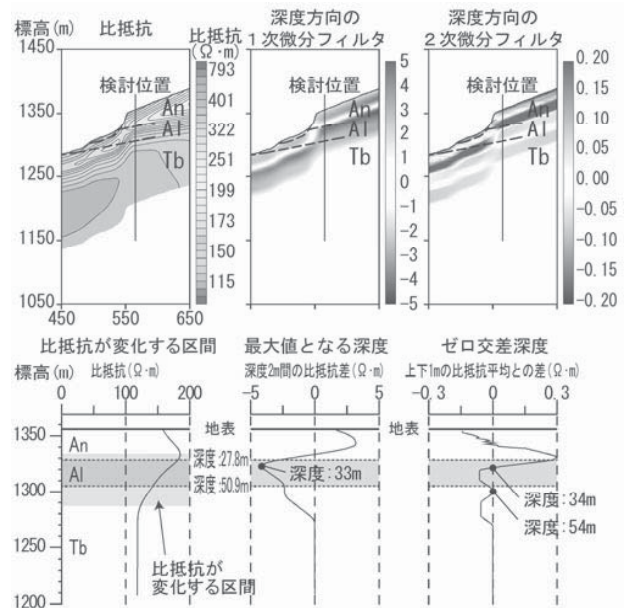 標高(m) 比抵抗
比抵抗
(Ω・m)
深度方向の
1次微分フィルタ
深度方向の
2次微分フィルタ
1450
1350
1250
1150
1050
450 550 650
検討位置
An
Al
Tb
793
401
322
251
199
173
150
115
検討位置
An
Al
Tb
5
4
3
2
1
0
-1
-2
-3
-4
-5
検討位置
An
Al
Tb
0.20
0.15
0.10
0.05
0.00
-0.05
-0.10
-0.15
-0.20
比抵抗が変化する区間 最大値となる深度 ゼロ交差深度
標高(m) 比抵抗(Ω・m) 深度2m間の比抵抗差(Ω・m) 上下1mの比抵抗平均との差(Ω・m)
0 100 200 -5 0 5 -0.3 0 0.3
地表 地表
1350
1300
1250
1200
An
Al
Tb
深度:27.8m
深度:50.9m
比抵抗が
変化する区間
深度:33m
深度:34m
深度:54m